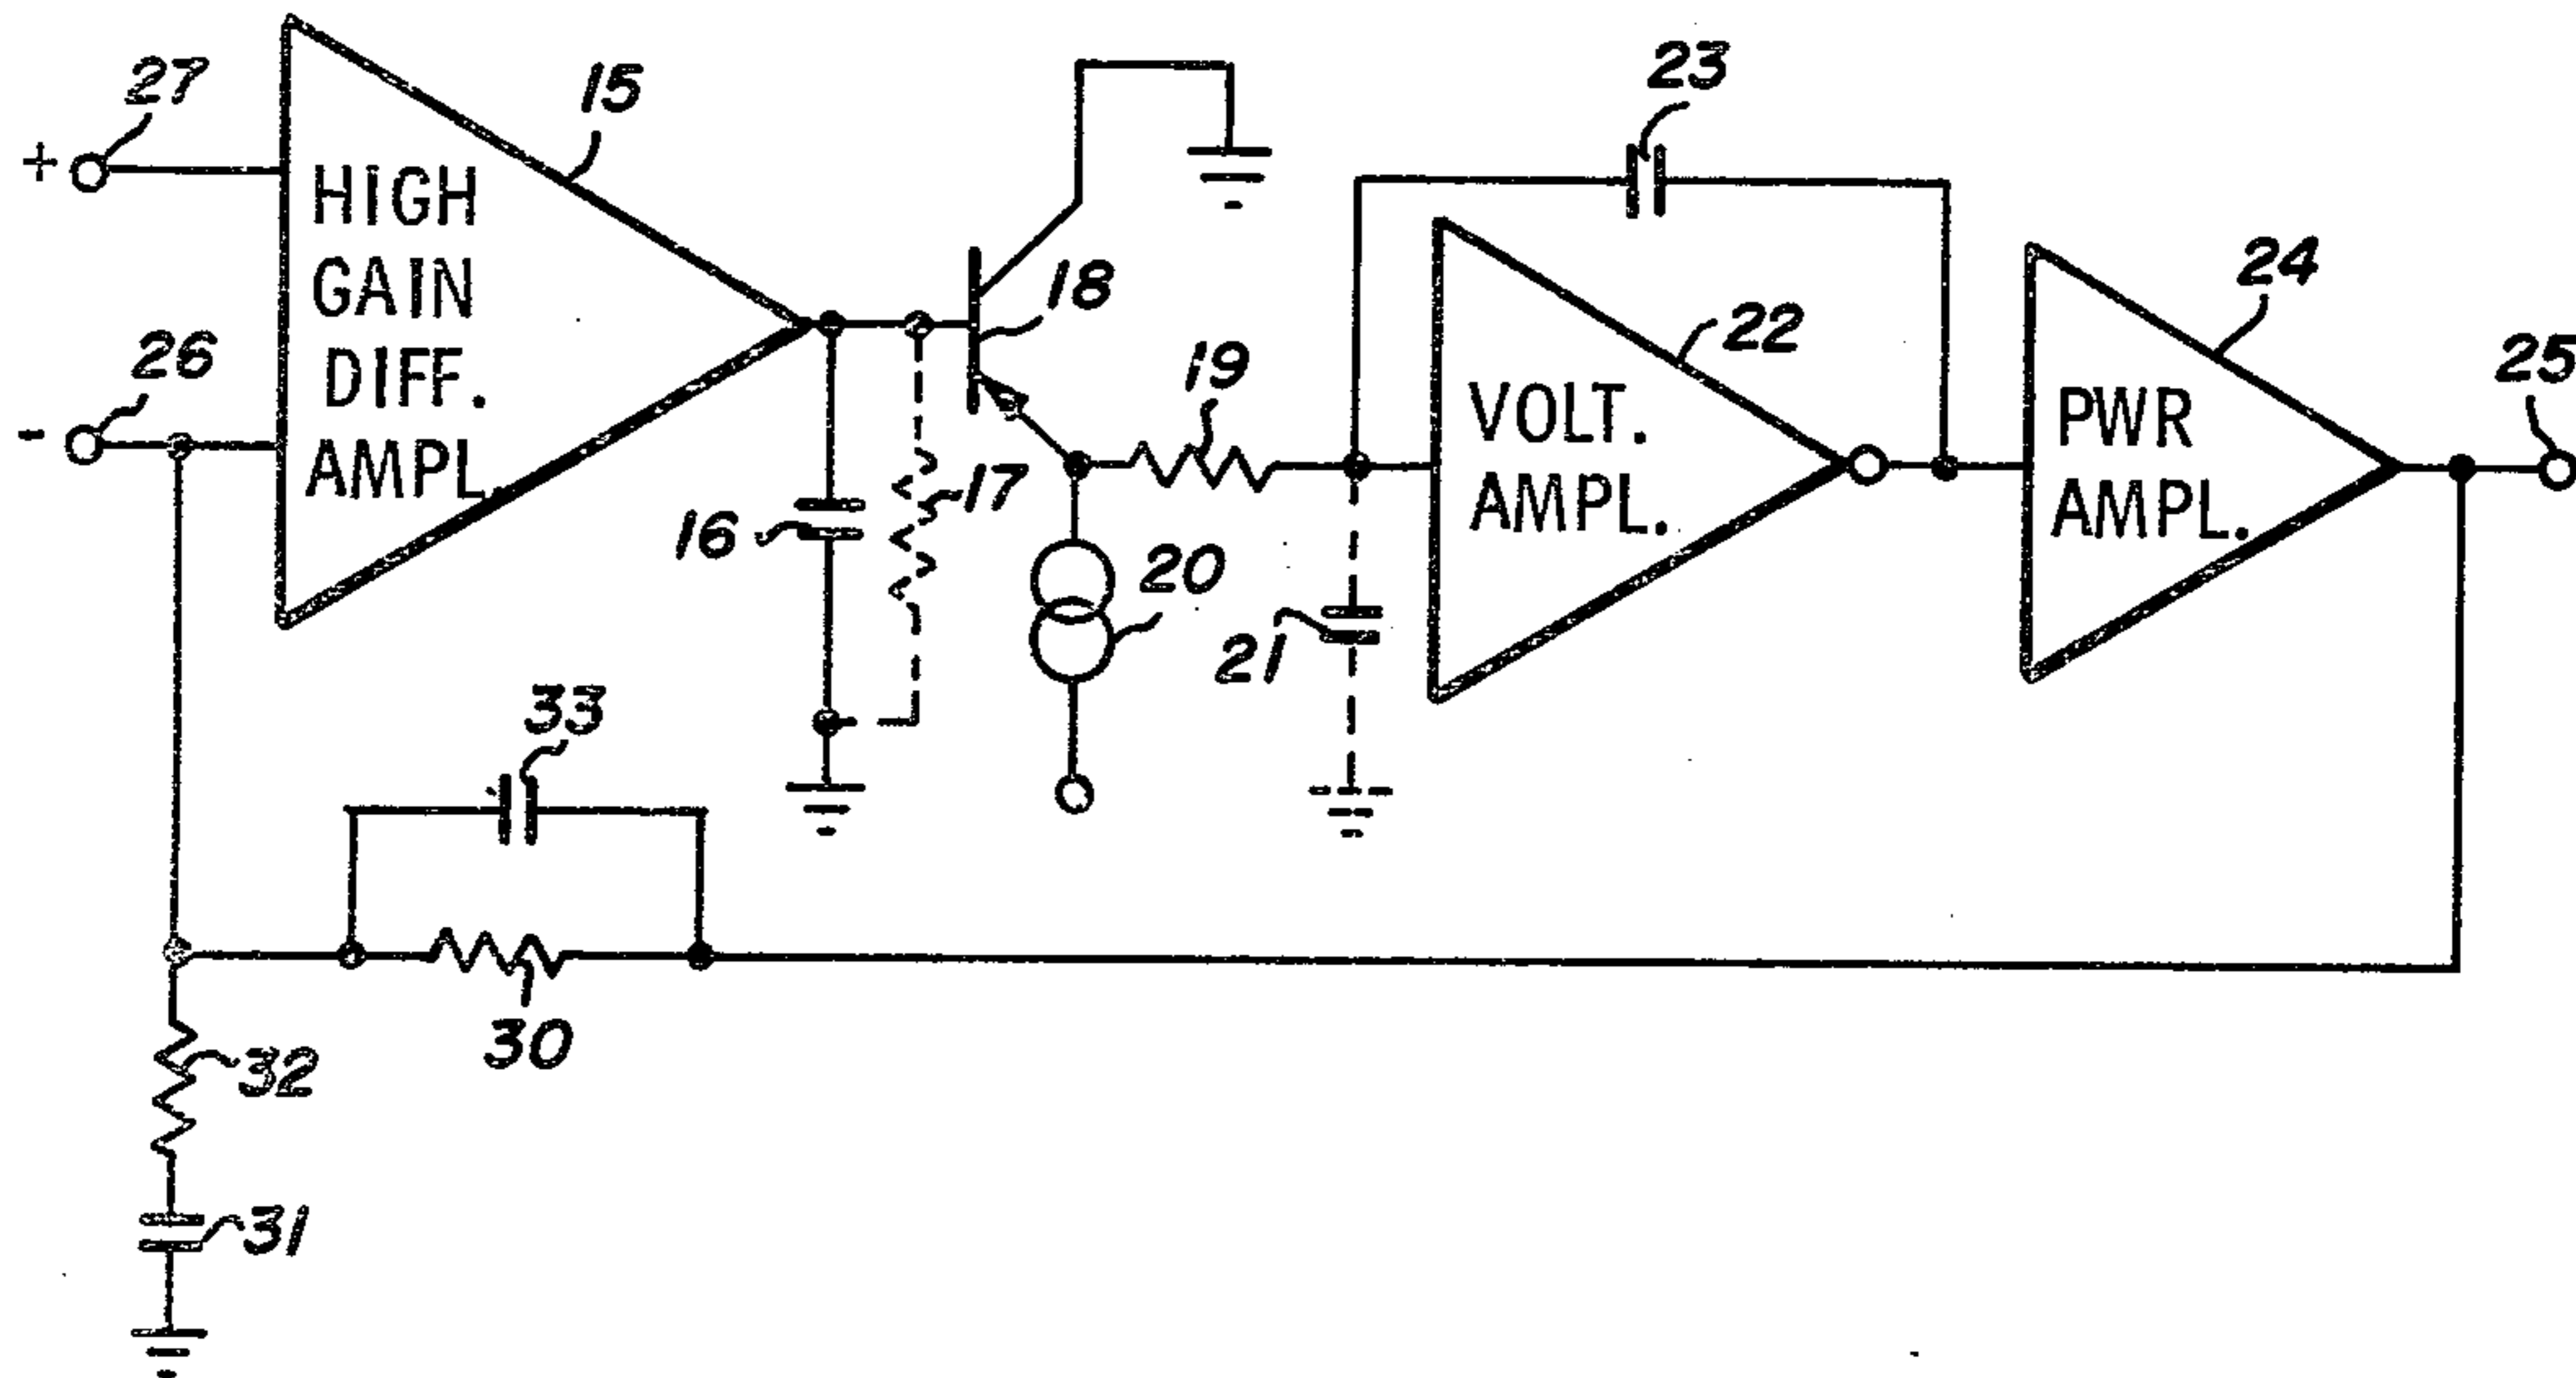 27
+
26
-
15
HIGH
GAIN
DIFF.
AMPL.
16
17
18
19
20
21
22
VOLT.
AMPL.
23
24
PWR
AMPL.
25
33
30
32
31